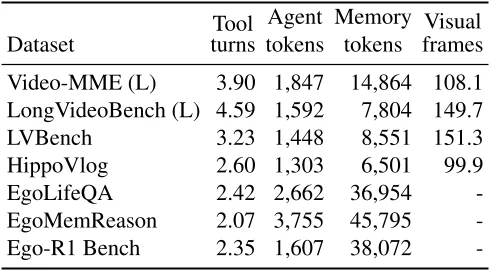 Dataset Tool turns Agent tokens Memory tokens Visual frames
Video-MME (L) 3.90 1,847 14,864 108.1
LongVideoBench (L) 4.59 1,592 7,804 149.7
LVBench 3.23 1,448 8,551 151.3
HippoVlog 2.60 1,303 6,501 99.9
EgoLifeQA 2.42 2,662 36,954 -
EgoMemReason 2.07 3,755 45,795 -
Ego-R1 Bench 2.35 1,607 38,072 -